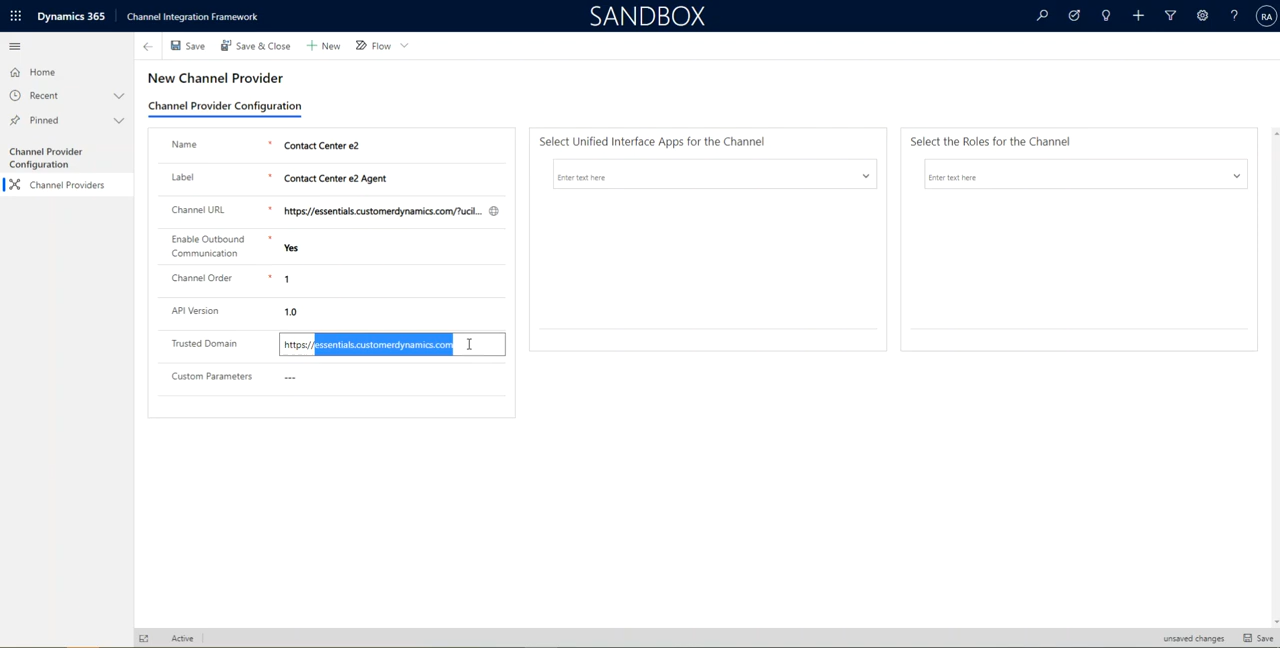 Dynamics 365
Channel Integration Framework
SANDBOX
RA
Save
Save & Close
New
Flow
Home
Recent
Pinned
Channel Provider
Configuration
Channel Providers
New Channel Provider
Channel Provider Configuration
Name * Contact Center e2
Label * Contact Center e2 Agent
Channel URL * https://essentials.customerdynamics.com/?ucil...
Enable Outbound
Communication * Yes
Channel Order * 1
API Version 1.0
Trusted Domain https://essentials.customerdynamics.com
Custom Parameters ---
Select Unified Interface Apps for the Channel
Enter text here
Select the Roles for the Channel
Enter text here
Active
unsaved changes
Save